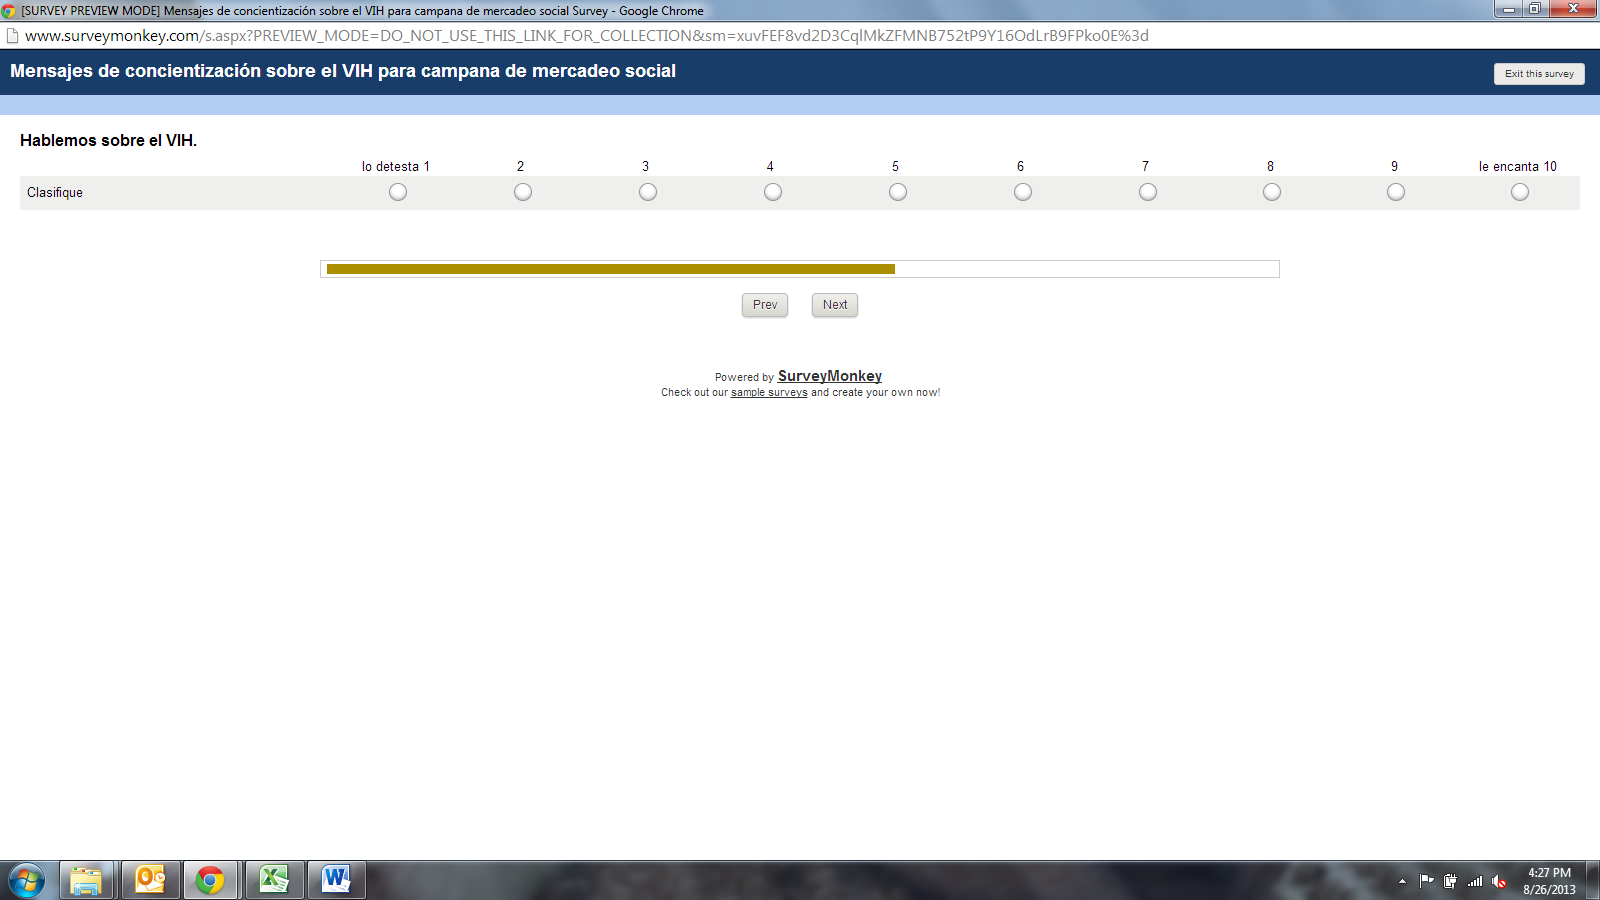 [SURVEY PREVIEW MODE] Mensajes de concientización sobre el VIH para campana de mercadeo social Survey - Google Chrome
www.surveymonkey.com/s.aspx?PREVIEW_MODE=DO_NOT_USE_THIS_LINK_FOR_COLLECTION&sm=xuvFEF8vd2D3CqlMkZFMNB752tP9Y16OdLrB9FPko0E%3d
Mensajes de concientización sobre el VIH para campana de mercadeo social
Exit this survey
Hablemos sobre el VIH.
lo detesta 1 2 3 4 5 6 7 8 9 le encanta 10
Clasifique
Prev Next
Powered by SurveyMonkey
Check out our sample surveys and create your own now!
4:27 PM
8/26/2013